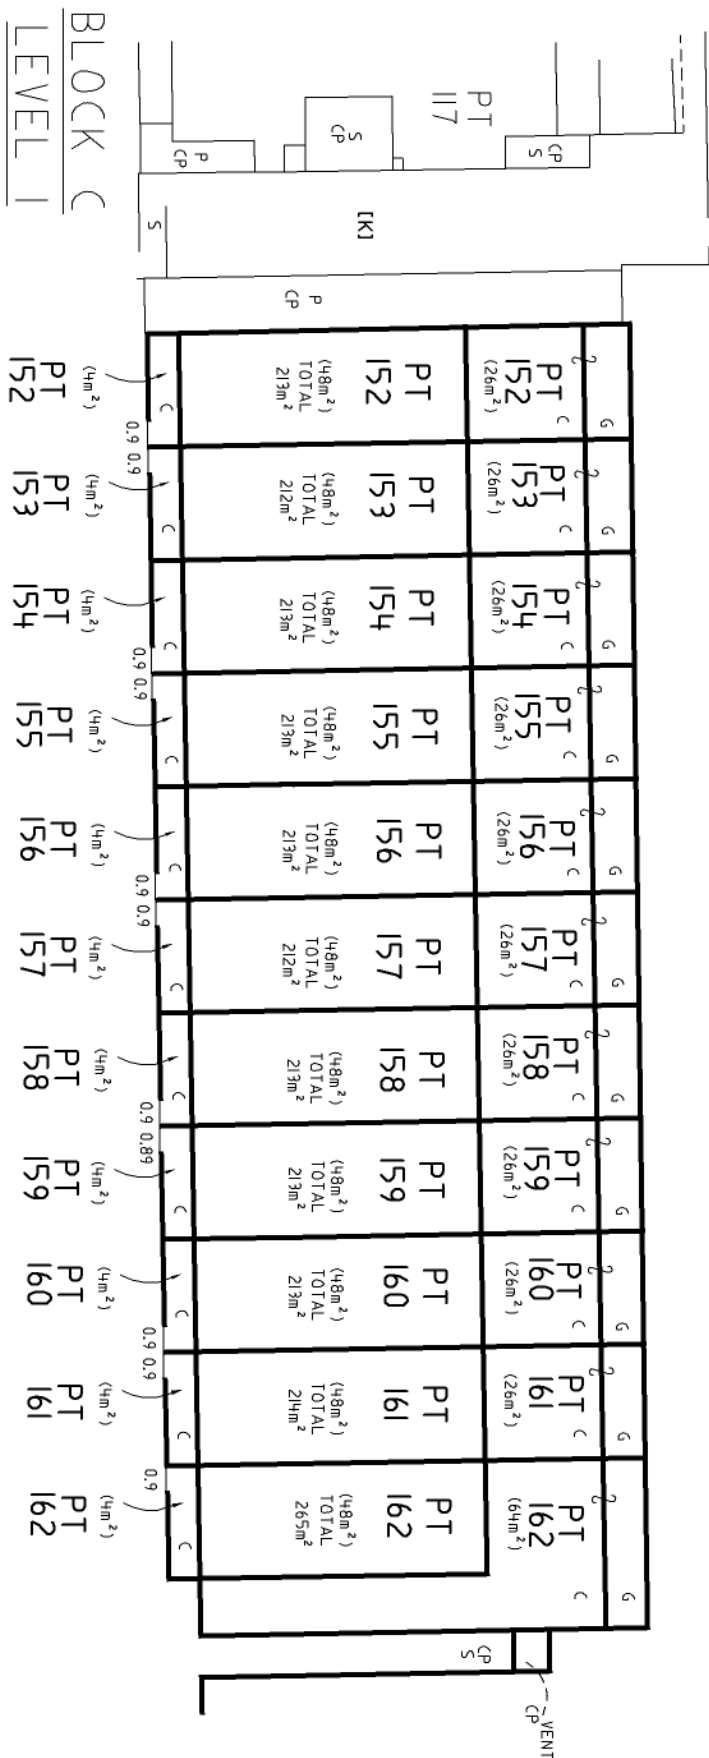 BLOCK C
LEVEL 1
PT
117
S
CP
P
CP
CP
S
[K]
S
P
CP
PT
152
(4m²)
C
0.9 0.9
PT
152
(48m²)
TOTAL
213m²
PT
152
(26m²)
C
G
PT
153
(4m²)
C
PT
153
(48m²)
TOTAL
212m²
PT
153
(26m²)
C
G
PT
154
(4m²)
C
0.9 0.9
PT
154
(48m²)
TOTAL
213m²
PT
154
(26m²)
C
G
PT
155
(4m²)
C
PT
155
(48m²)
TOTAL
213m²
PT
155
(26m²)
C
G
PT
156
(4m²)
C
0.9 0.9
PT
156
(48m²)
TOTAL
213m²
PT
156
(26m²)
C
G
PT
157
(4m²)
C
PT
157
(48m²)
TOTAL
212m²
PT
157
(26m²)
C
G
PT
158
(4m²)
C
0.9 0.89
PT
158
(48m²)
TOTAL
213m²
PT
158
(26m²)
C
G
PT
159
(4m²)
C
PT
159
(48m²)
TOTAL
213m²
PT
159
(26m²)
C
G
PT
160
(4m²)
C
0.9 0.9
PT
160
(48m²)
TOTAL
213m²
PT
160
(26m²)
C
G
PT
161
(4m²)
C
0.9
PT
161
(48m²)
TOTAL
214m²
PT
161
(26m²)
C
G
PT
162
(4m²)
C
PT
162
(48m²)
TOTAL
265m²
PT
162
(64m²)
C
G
CP
S
VENT
CP